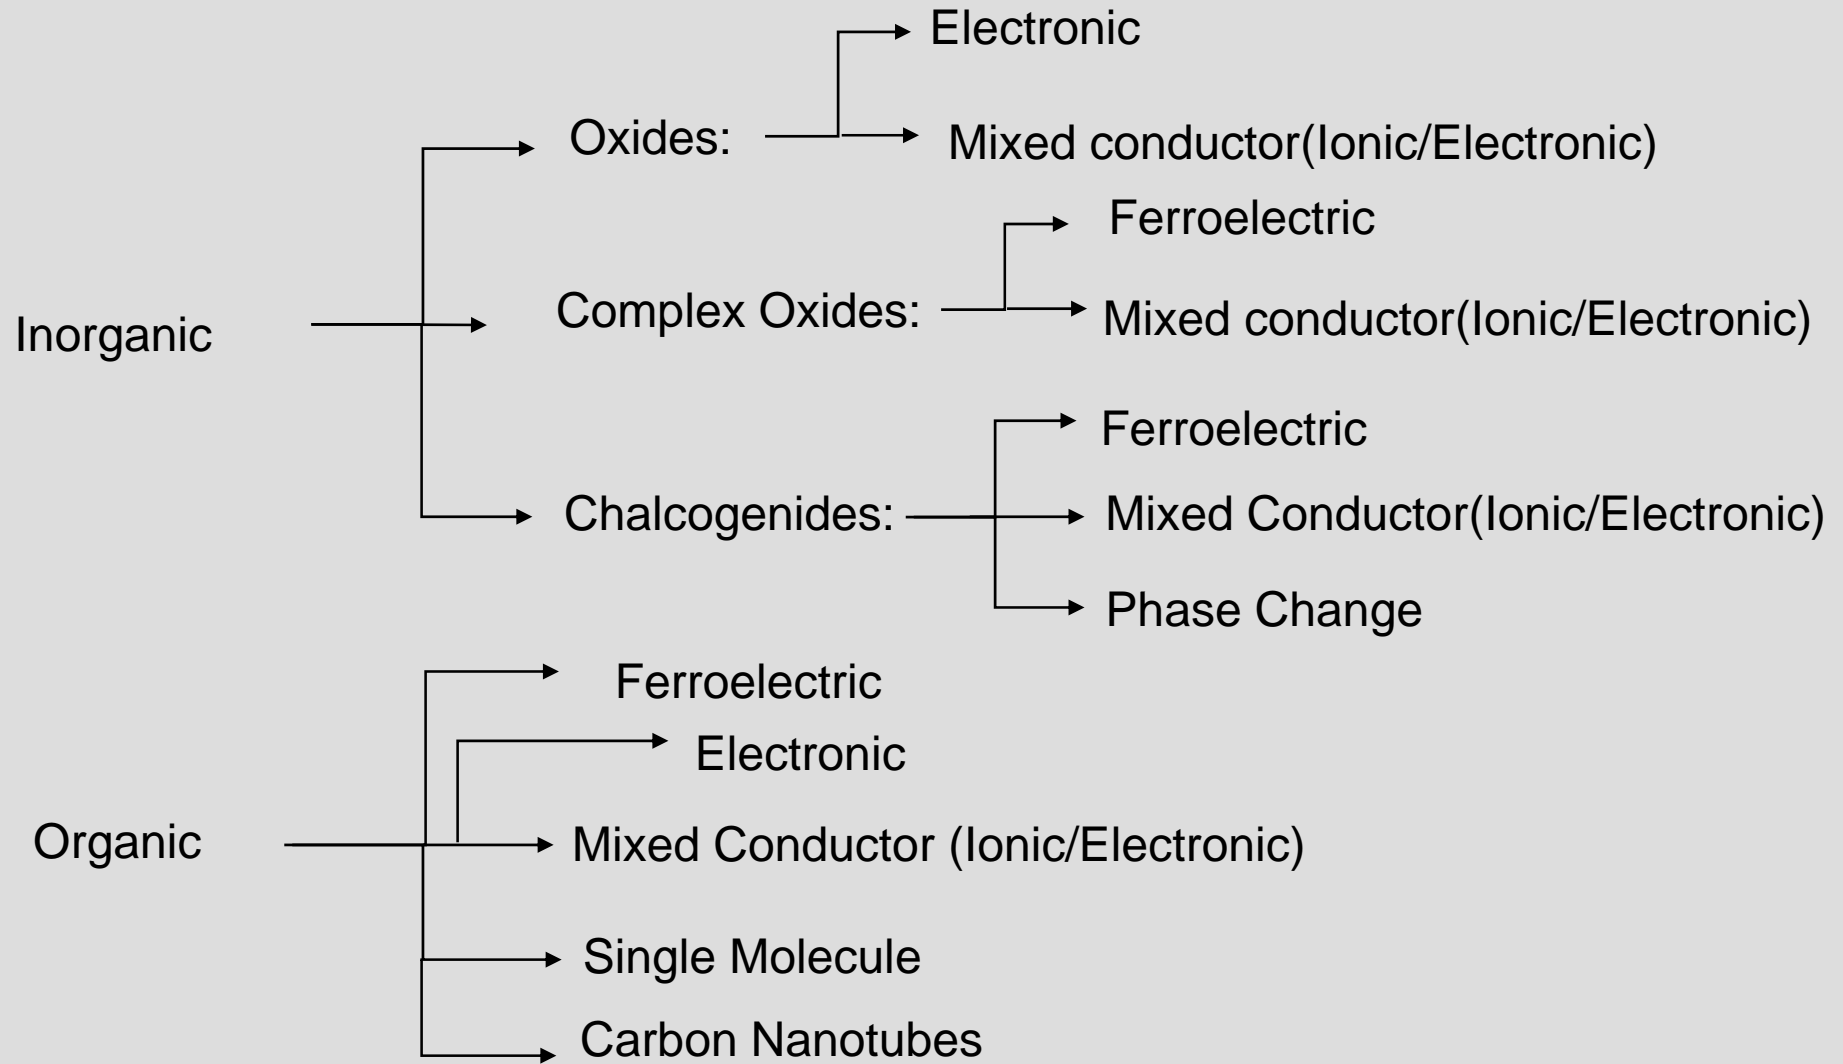 Electronic
Oxides:
Mixed conductor(Ionic/Electronic)
Ferroelectric
Complex Oxides:
Mixed conductor(Ionic/Electronic)
Inorganic
Ferroelectric
Chalcogenides:
Mixed Conductor(Ionic/Electronic)
Phase Change
Ferroelectric
Electronic
Organic
Mixed Conductor (Ionic/Electronic)
Single Molecule
Carbon Nanotubes